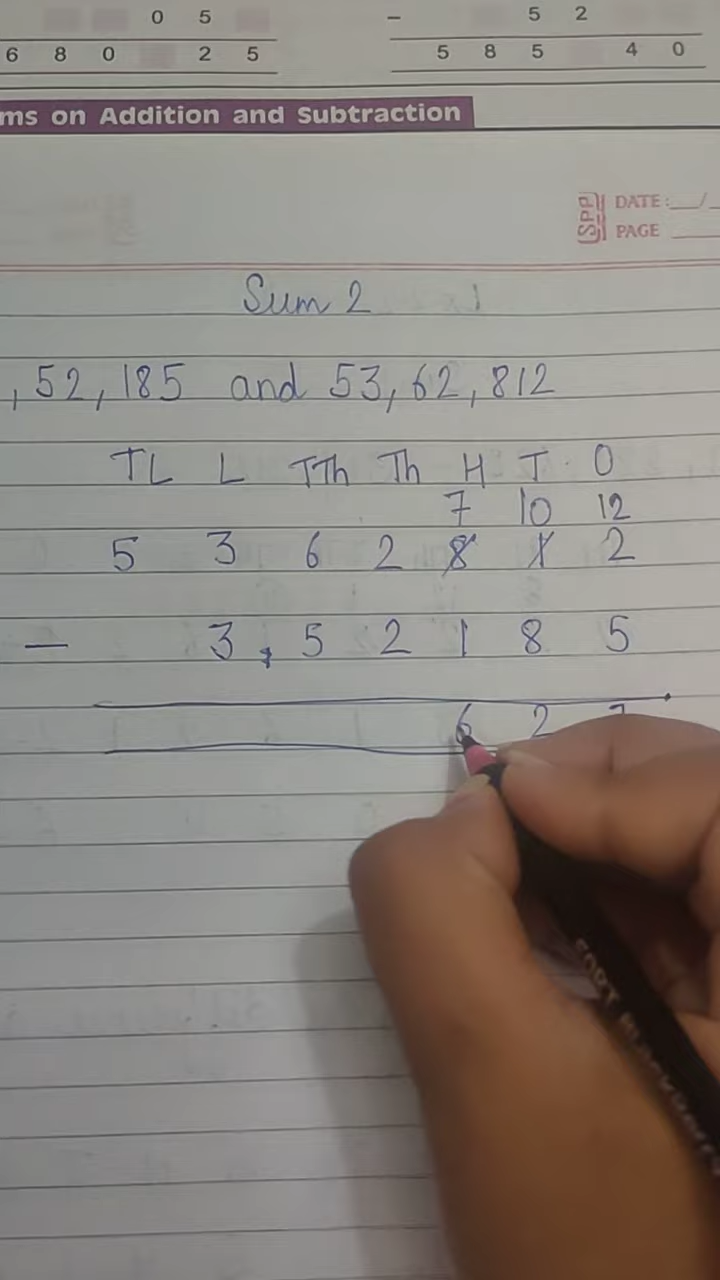 0 5 - 5 2
6 8 0 2 5 5 8 5 4 0
ms on Addition and Subtraction
SPP DATE: __/_
PAGE
Sum 2
, 52, 185 and 53, 62, 812
TL L TTh Th H T O
7 10 12
5 3 6 2 8 1 2
- 3, 5 2 1 8 5
6 2